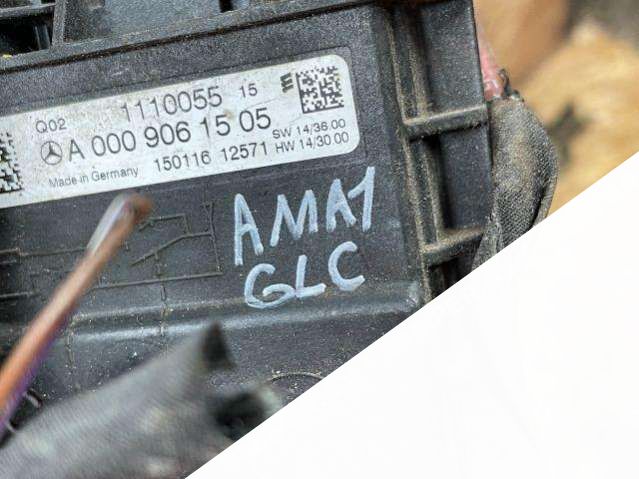 Q02 1110055 15
A 000 906 15 05 SW 14/36.00
Made in Germany 150116 12571 HW 14/30.00
AMA1
GLC